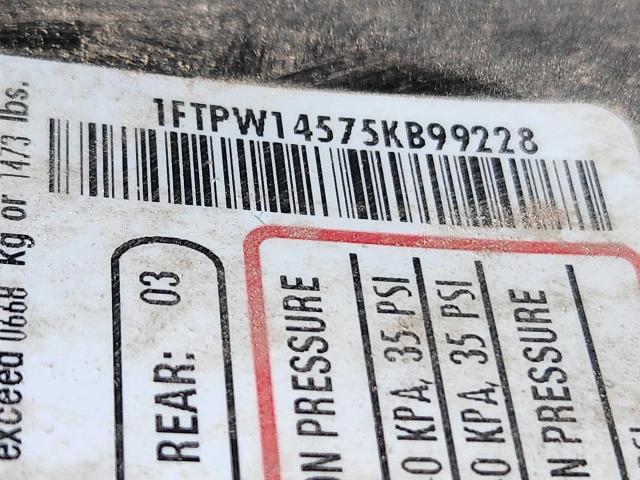 1FTPW14575KB99228
exceed 0668 kg or 1473 lbs.
REAR: 03
ON PRESSURE
0 KPA, 35 PSI
0 KPA, 35 PSI
N PRESSURE